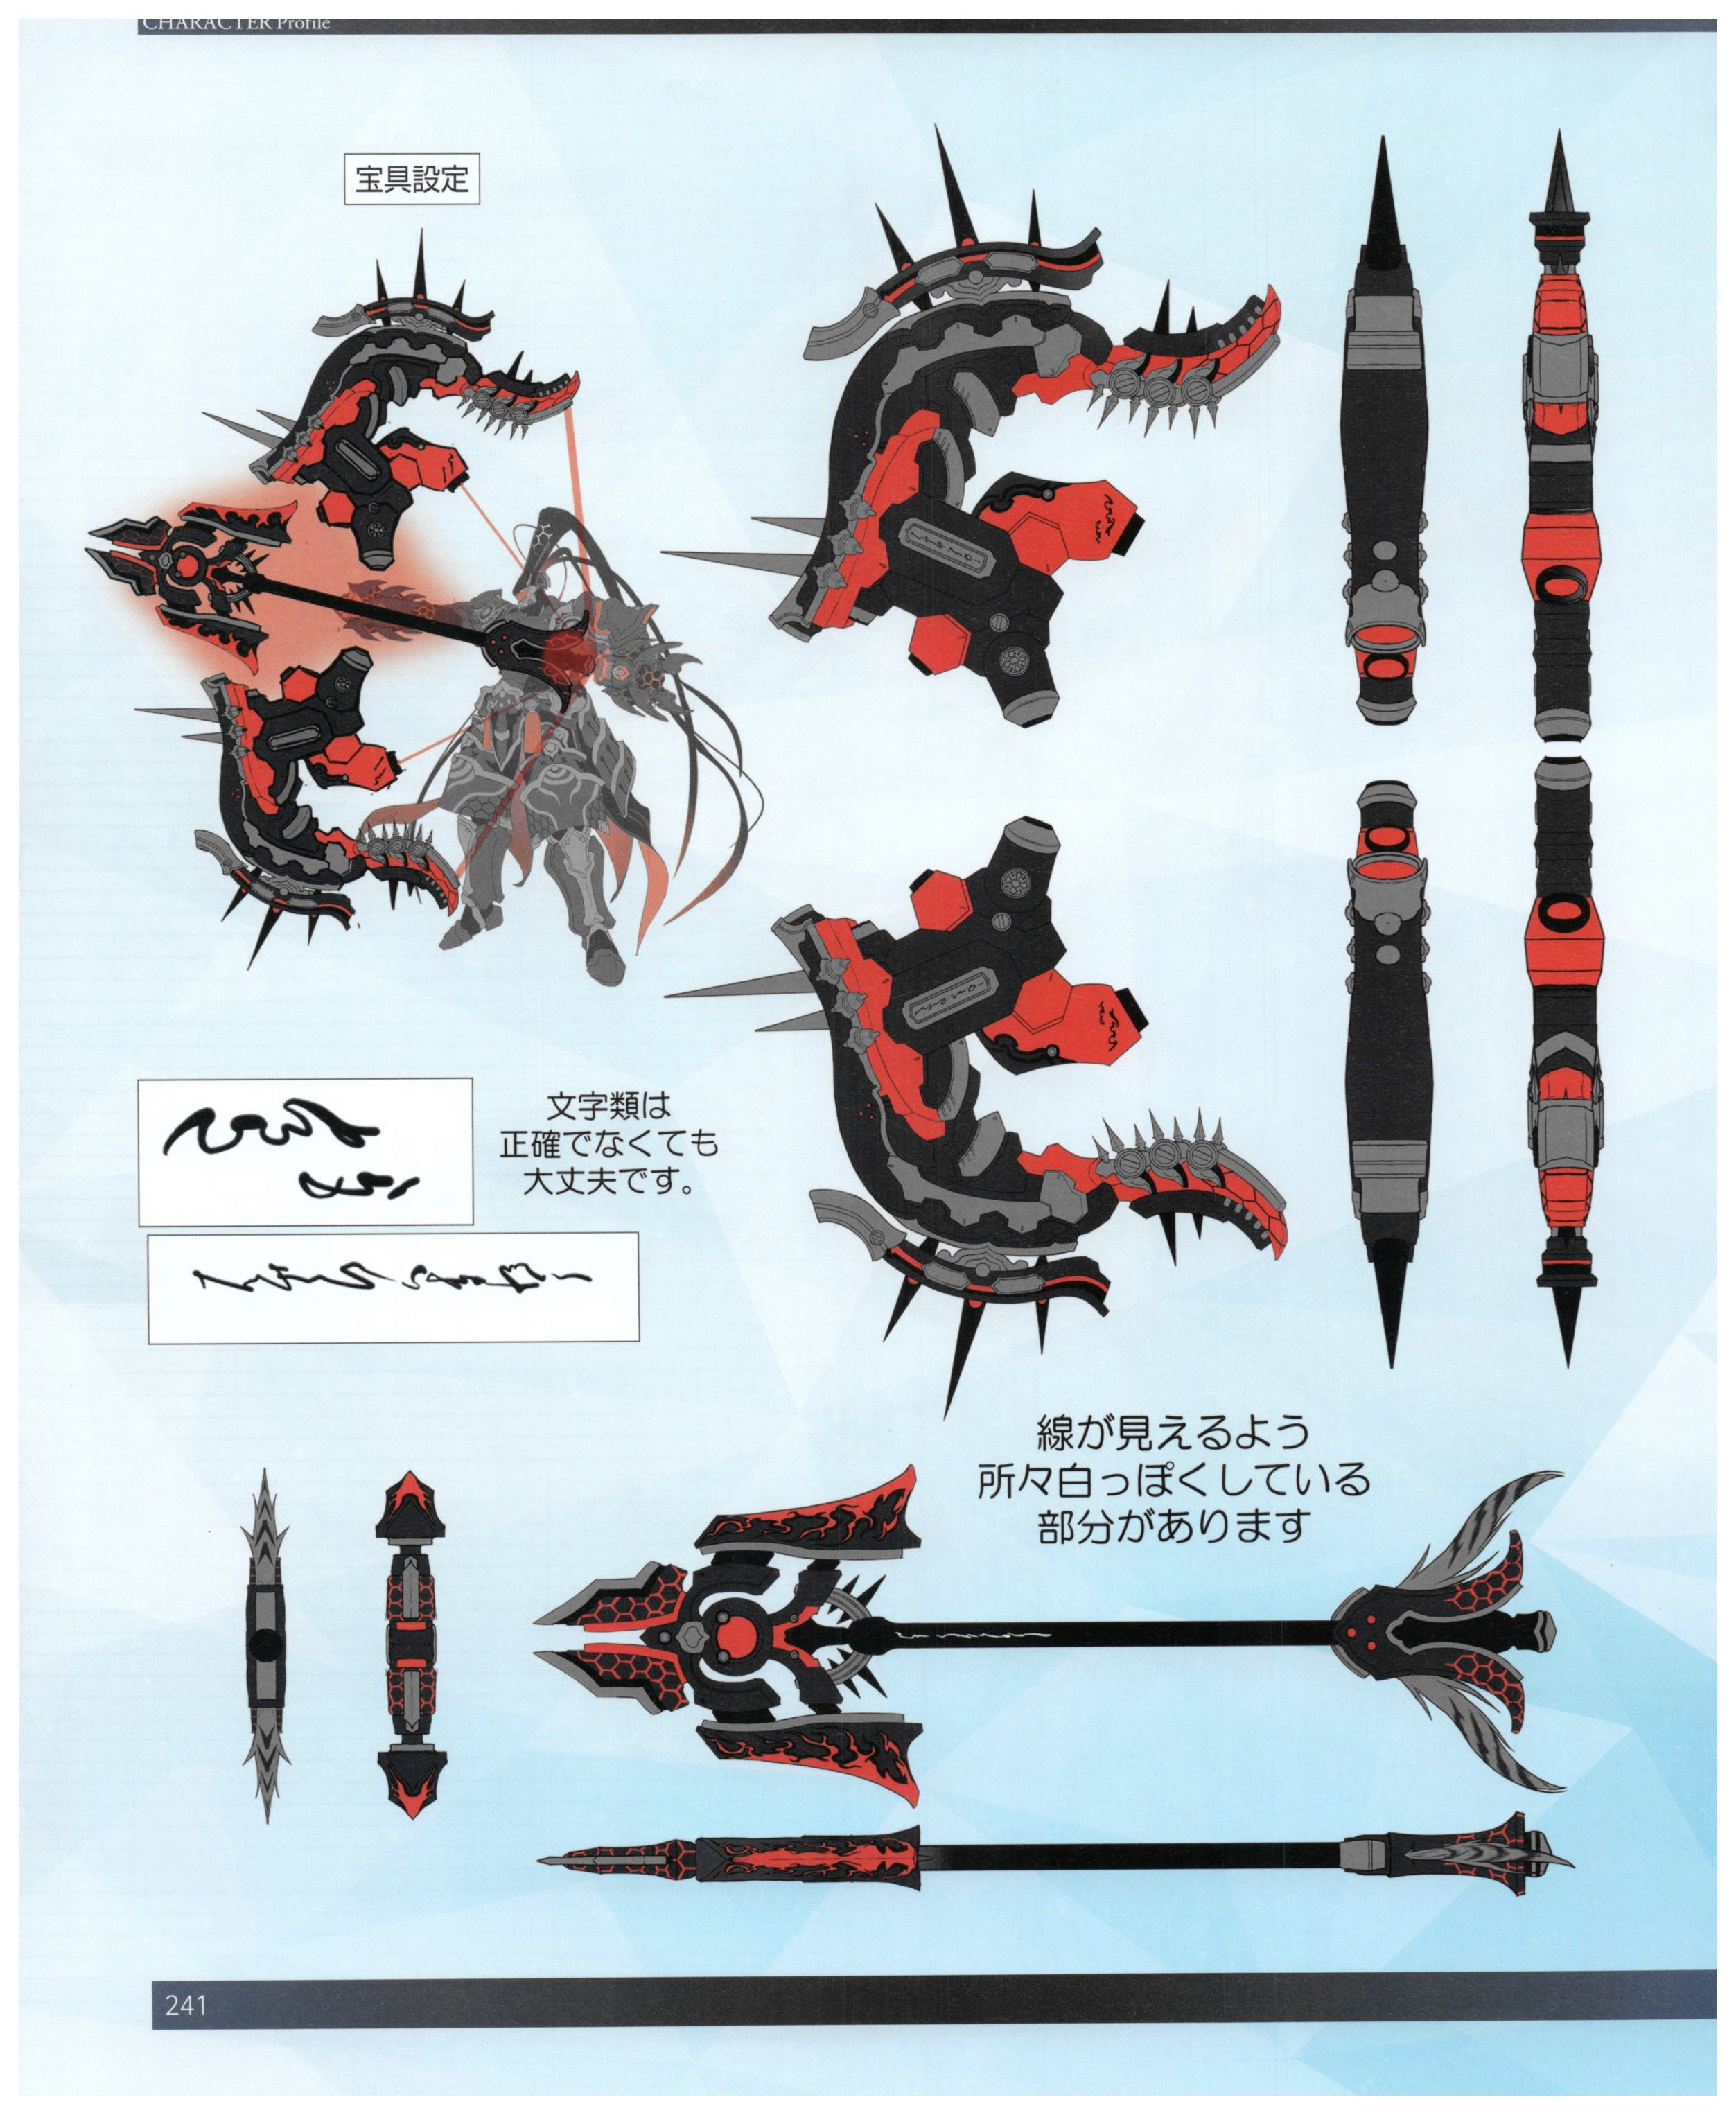 CHARACTER Profile
宝具設定
文字類は
正確でなくても
大丈夫です。
線が見えるよう
所々白っぽくしている
部分があります
241